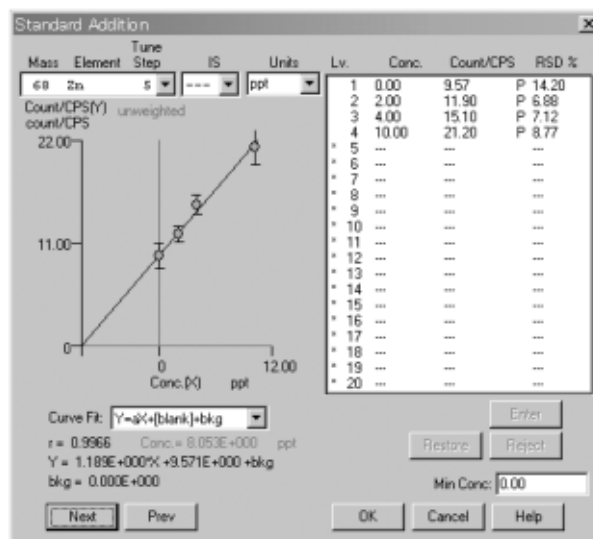 Standard Addition
Mass Element Tune Step IS Units
68 Zn 5 --- ppt
Count/CPS(Y) unweighted
count/CPS
22.00
11.00
0
0 12.00
Conc.(X) ppt
Curve Fit: Y=aX+[blank]+bkg
r = 0.9966 Conc.= 8.053E+000 ppt
Y = 1.189E+000*X +9.571E+000 +bkg
bkg = 0.000E+000
Next Prev
Lv. Conc. Count/CPS RSD %
1 0.00 9.57 P 14.20
2 2.00 11.90 P 6.88
3 4.00 15.10 P 7.12
4 10.00 21.20 P 8.77
* 5 --- --- ---
* 6 --- --- ---
* 7 --- --- ---
* 8 --- --- ---
* 9 --- --- ---
* 10 --- --- ---
* 11 --- --- ---
* 12 --- --- ---
* 13 --- --- ---
* 14 --- --- ---
* 15 --- --- ---
* 16 --- --- ---
* 17 --- --- ---
* 18 --- --- ---
* 19 --- --- ---
* 20 --- --- ---
Enter
Restore Reject
Min Conc: 0.00
OK Cancel Help